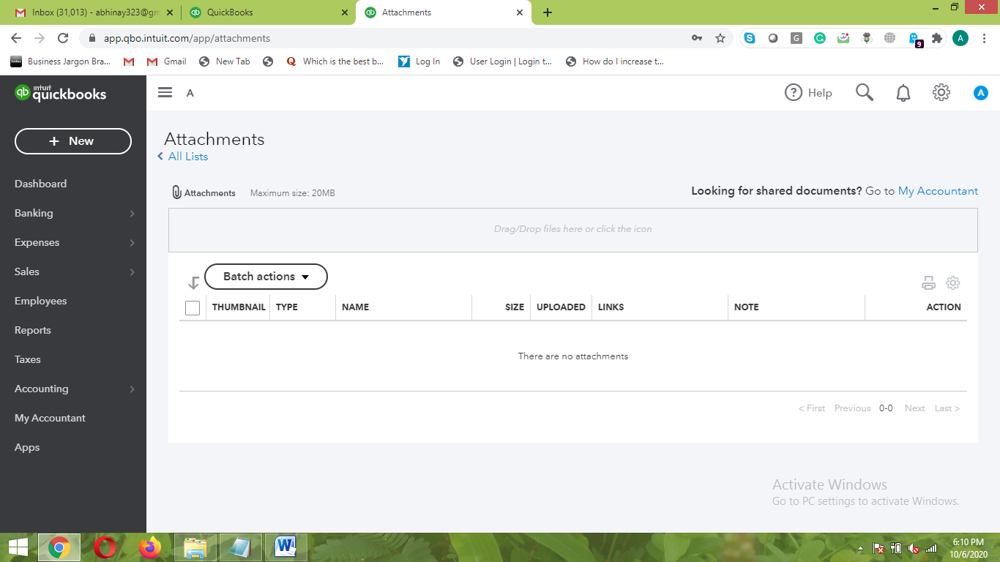 Inbox (31,013) - abhinay323@gm
QuickBooks
Attachments
app.qbo.intuit.com/app/attachments
9
A
Business Jargon Bra...
Gmail
New Tab
Which is the best b...
Log In
User Login | Login t...
How do I increase t...
intuit
quickbooks
A
Help
A
+ New
Dashboard
Banking
Expenses
Sales
Employees
Reports
Taxes
Accounting
My Accountant
Apps
Attachments
All Lists
Attachments Maximum size: 20MB
Looking for shared documents? Go to My Accountant
Drag/Drop files here or click the icon
Batch actions
THUMBNAIL TYPE NAME SIZE UPLOADED LINKS NOTE ACTION
There are no attachments
< First Previous 0-0 Next Last >
Activate Windows
Go to PC settings to activate Windows.
6:10 PM
10/6/2020